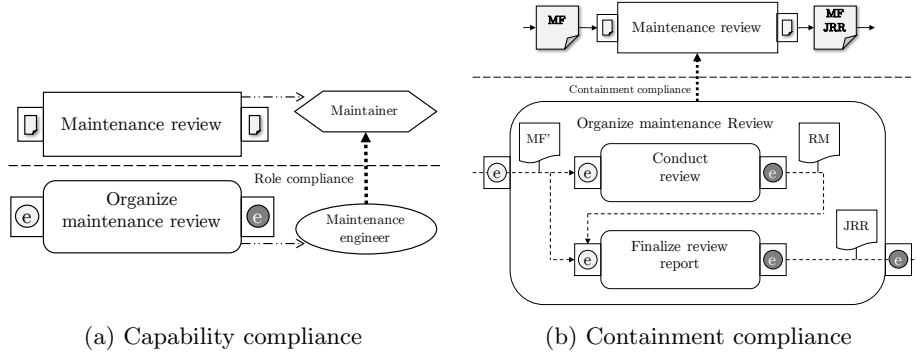 Maintenance review
Maintainer
Role compliance
Organize
maintenance review
e
e
Maintenance
engineer
(a) Capability compliance
MF
Maintenance review
MF
JRR
Containment compliance
Organize maintenance Review
MF'
RM
e
Conduct
review
e
e
JRR
e
Finalize review
report
e
e
(b) Containment compliance